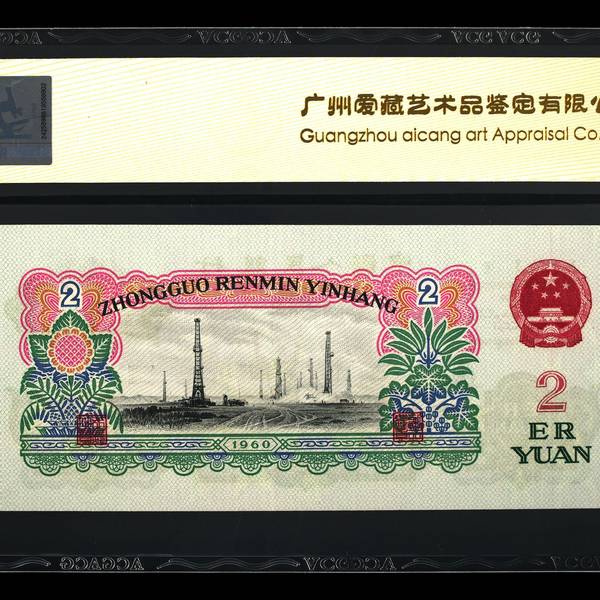 广州爱藏艺术品鉴定有限
Guangzhou aicang art Appraisal Co.
ZHONGGUO RENMIN YINHANG
2
2
1960
2
ER
YUAN